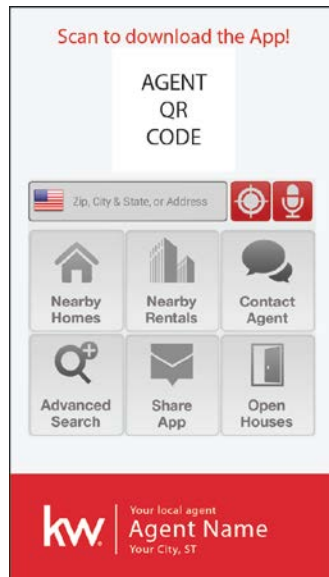 Scan to download the App!
AGENT
QR
CODE
Zip, City & State, or Address
Nearby
Homes
Nearby
Rentals
Contact
Agent
Advanced
Search
Share
App
Open
Houses
kw
Your local agent
Agent Name
Your City, ST